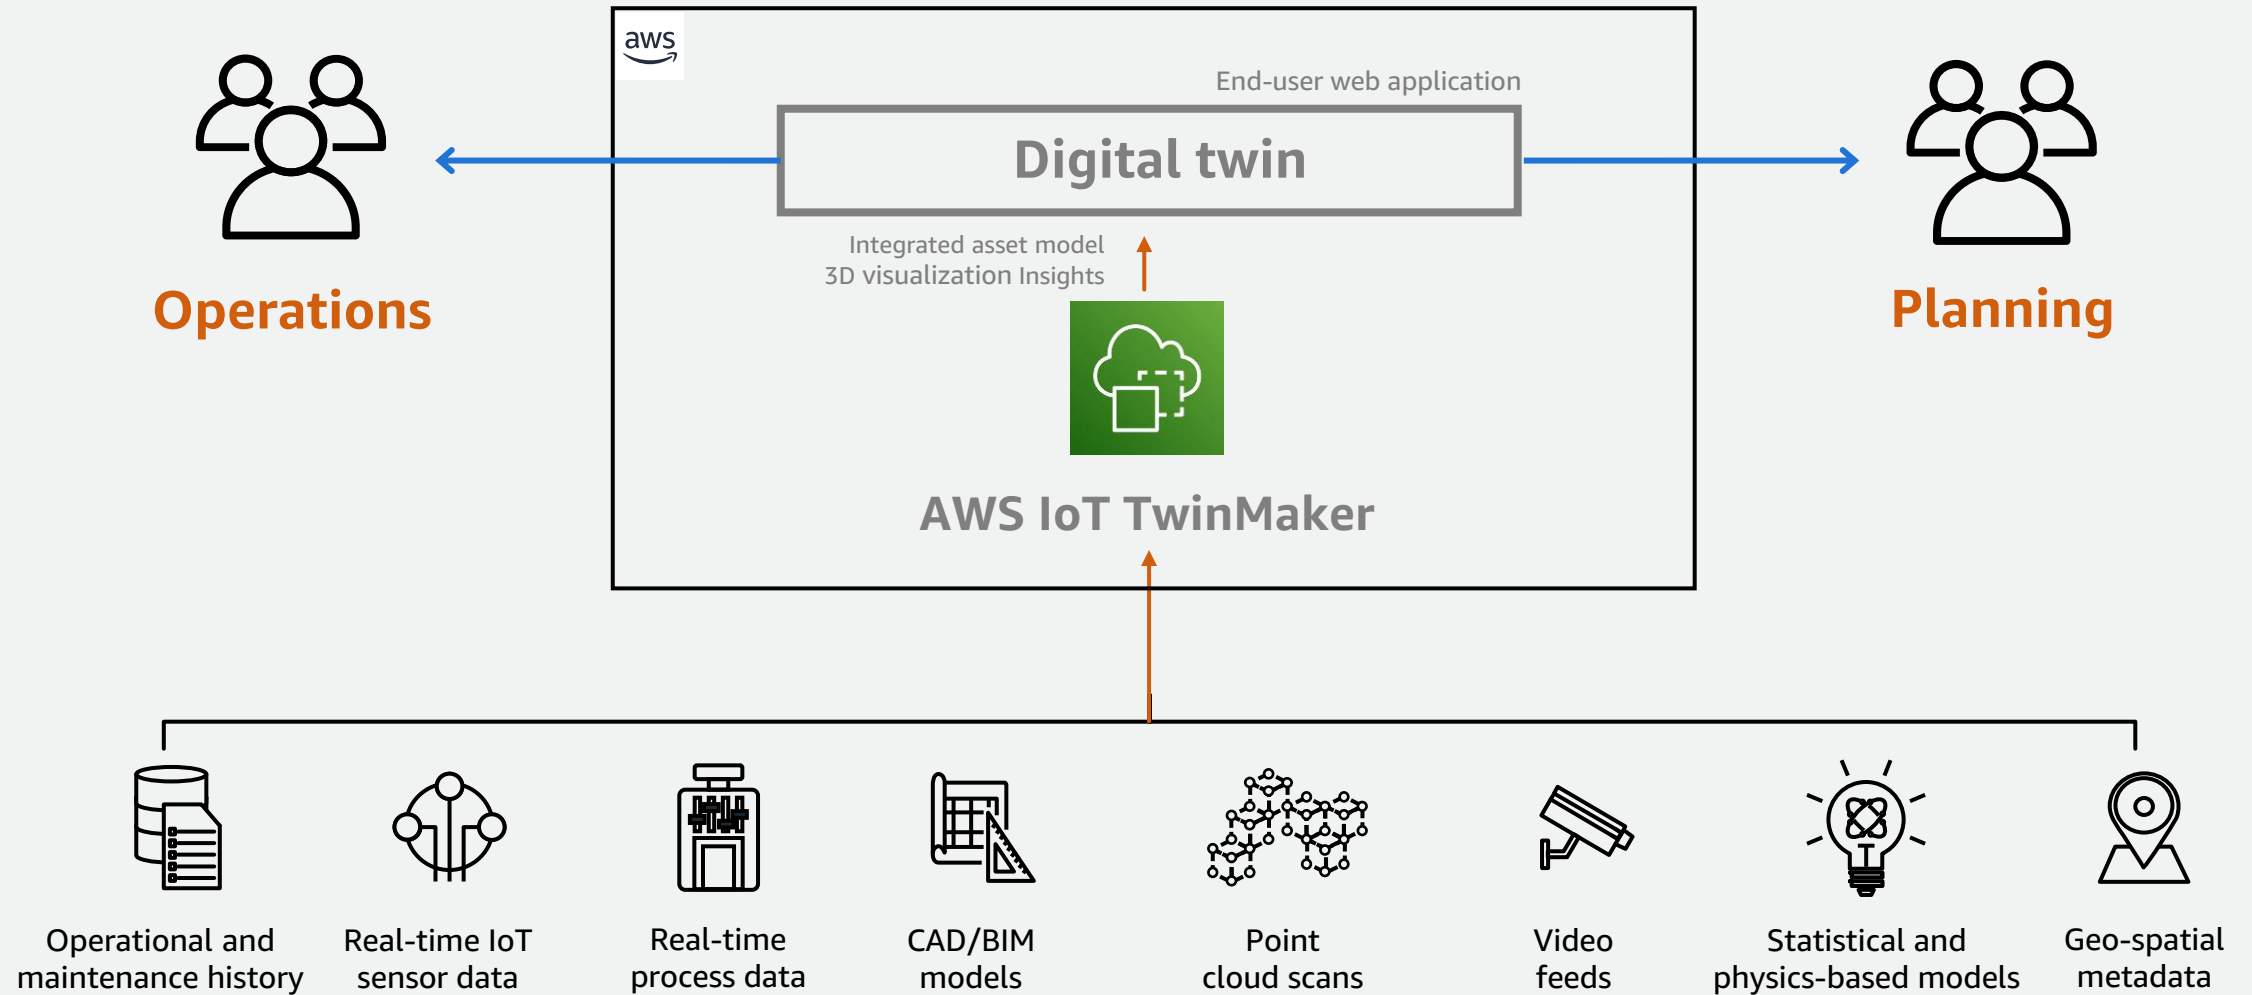 aws
End-user web application
Digital twin
Integrated asset model
3D visualization Insights
Operations
Planning
AWS IoT TwinMaker
Operational and
maintenance history
Real-time IoT
sensor data
Real-time
process data
CAD/BIM
models
Point
cloud scans
Video
feeds
Statistical and
physics-based models
Geo-spatial
metadata